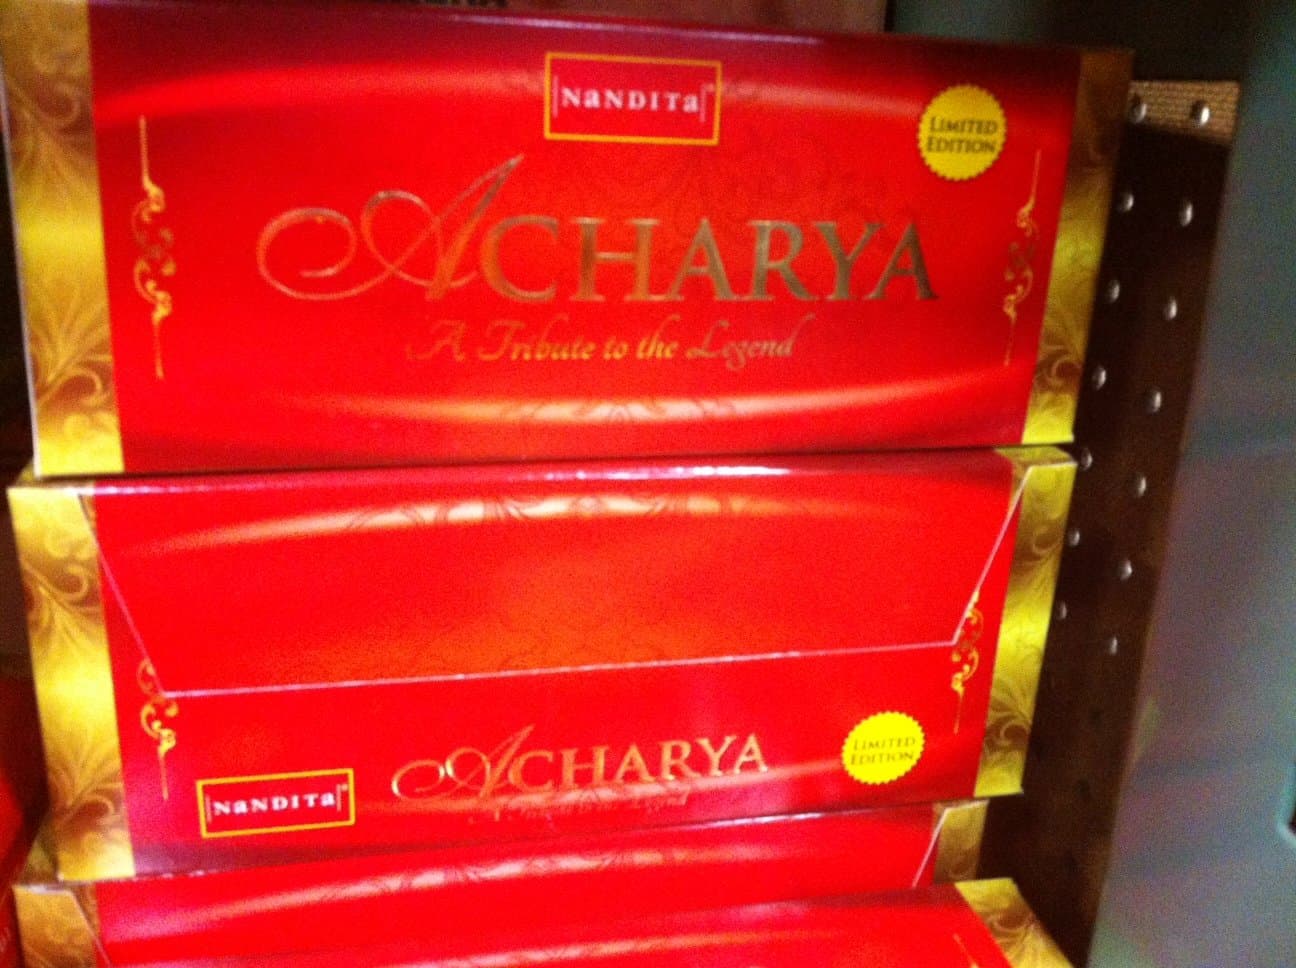 NaNDITa®
LIMITED
EDITION
ACHARYA
A Tribute to the Legend
ACHARYA
LIMITED
EDITION
NaNDITa®